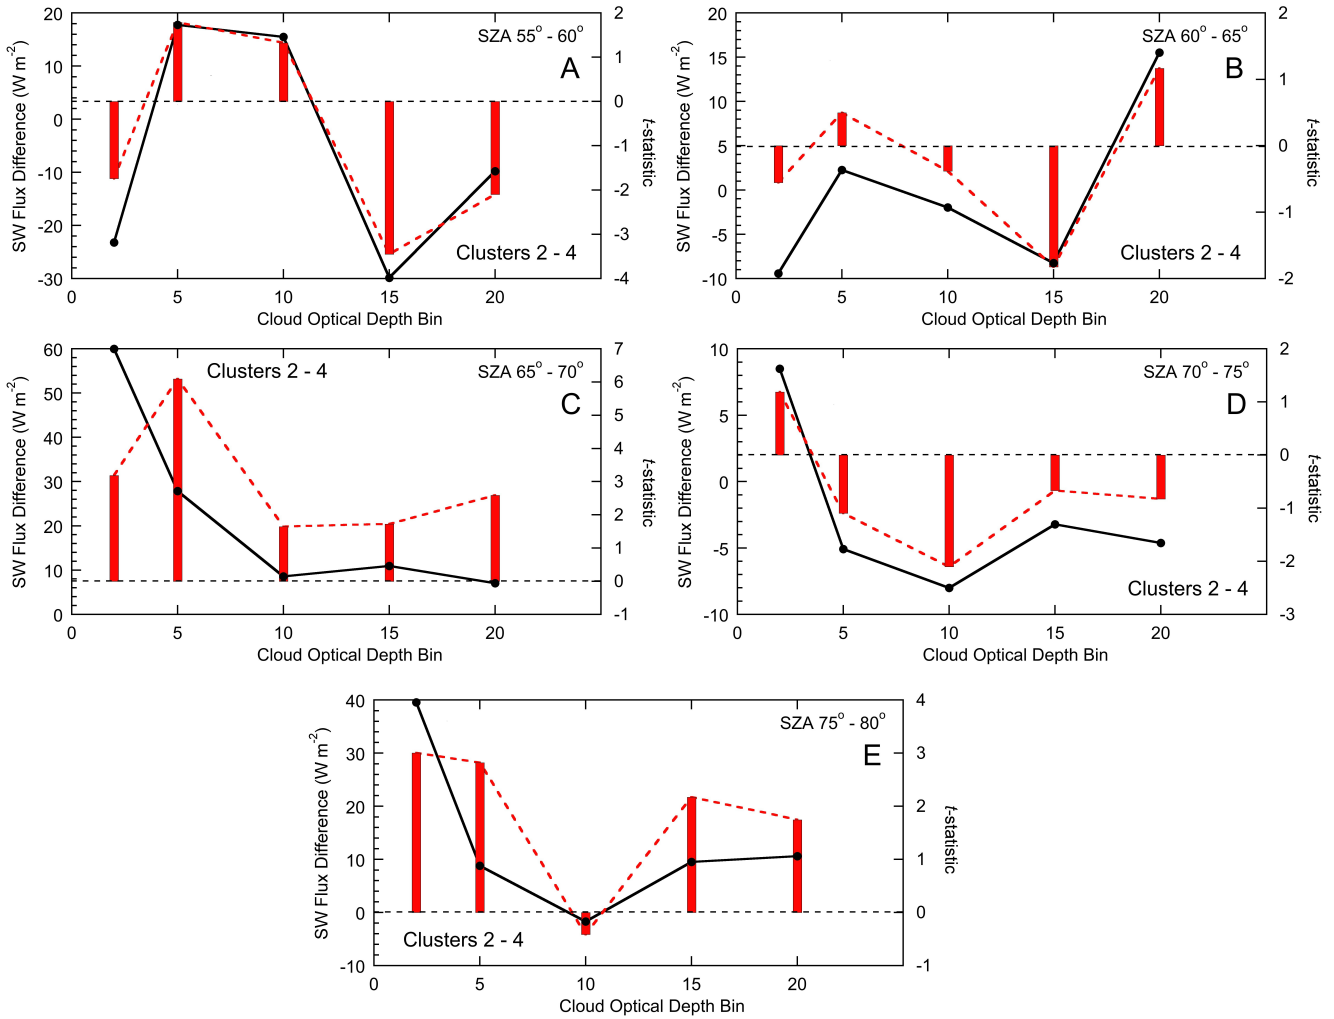 SZA 55° - 60°
A
Clusters 2 - 4
SW Flux Difference (W m-2)
20
10
0
-10
-20
-30
2
1
0
-1
-2
-3
-4
t-statistic
0 5 10 15 20
Cloud Optical Depth Bin
SZA 60° - 65°
B
Clusters 2 - 4
SW Flux Difference (W m-2)
20
15
10
5
0
-5
-10
2
1
0
-1
-2
t-statistic
0 5 10 15 20
Cloud Optical Depth Bin
Clusters 2 - 4
SZA 65° - 70°
C
SW Flux Difference (W m-2)
60
50
40
30
20
10
0
7
6
5
4
3
2
1
0
-1
t-statistic
0 5 10 15 20
Cloud Optical Depth Bin
SZA 70° - 75°
D
Clusters 2 - 4
SW Flux Difference (W m-2)
10
5
0
-5
-10
2
1
0
-1
-2
-3
t-statistic
0 5 10 15 20
Cloud Optical Depth Bin
SZA 75° - 80°
E
Clusters 2 - 4
SW Flux Difference (W m-2)
40
30
20
10
0
-10
4
3
2
1
0
-1
t-statistic
0 5 10 15 20
Cloud Optical Depth Bin